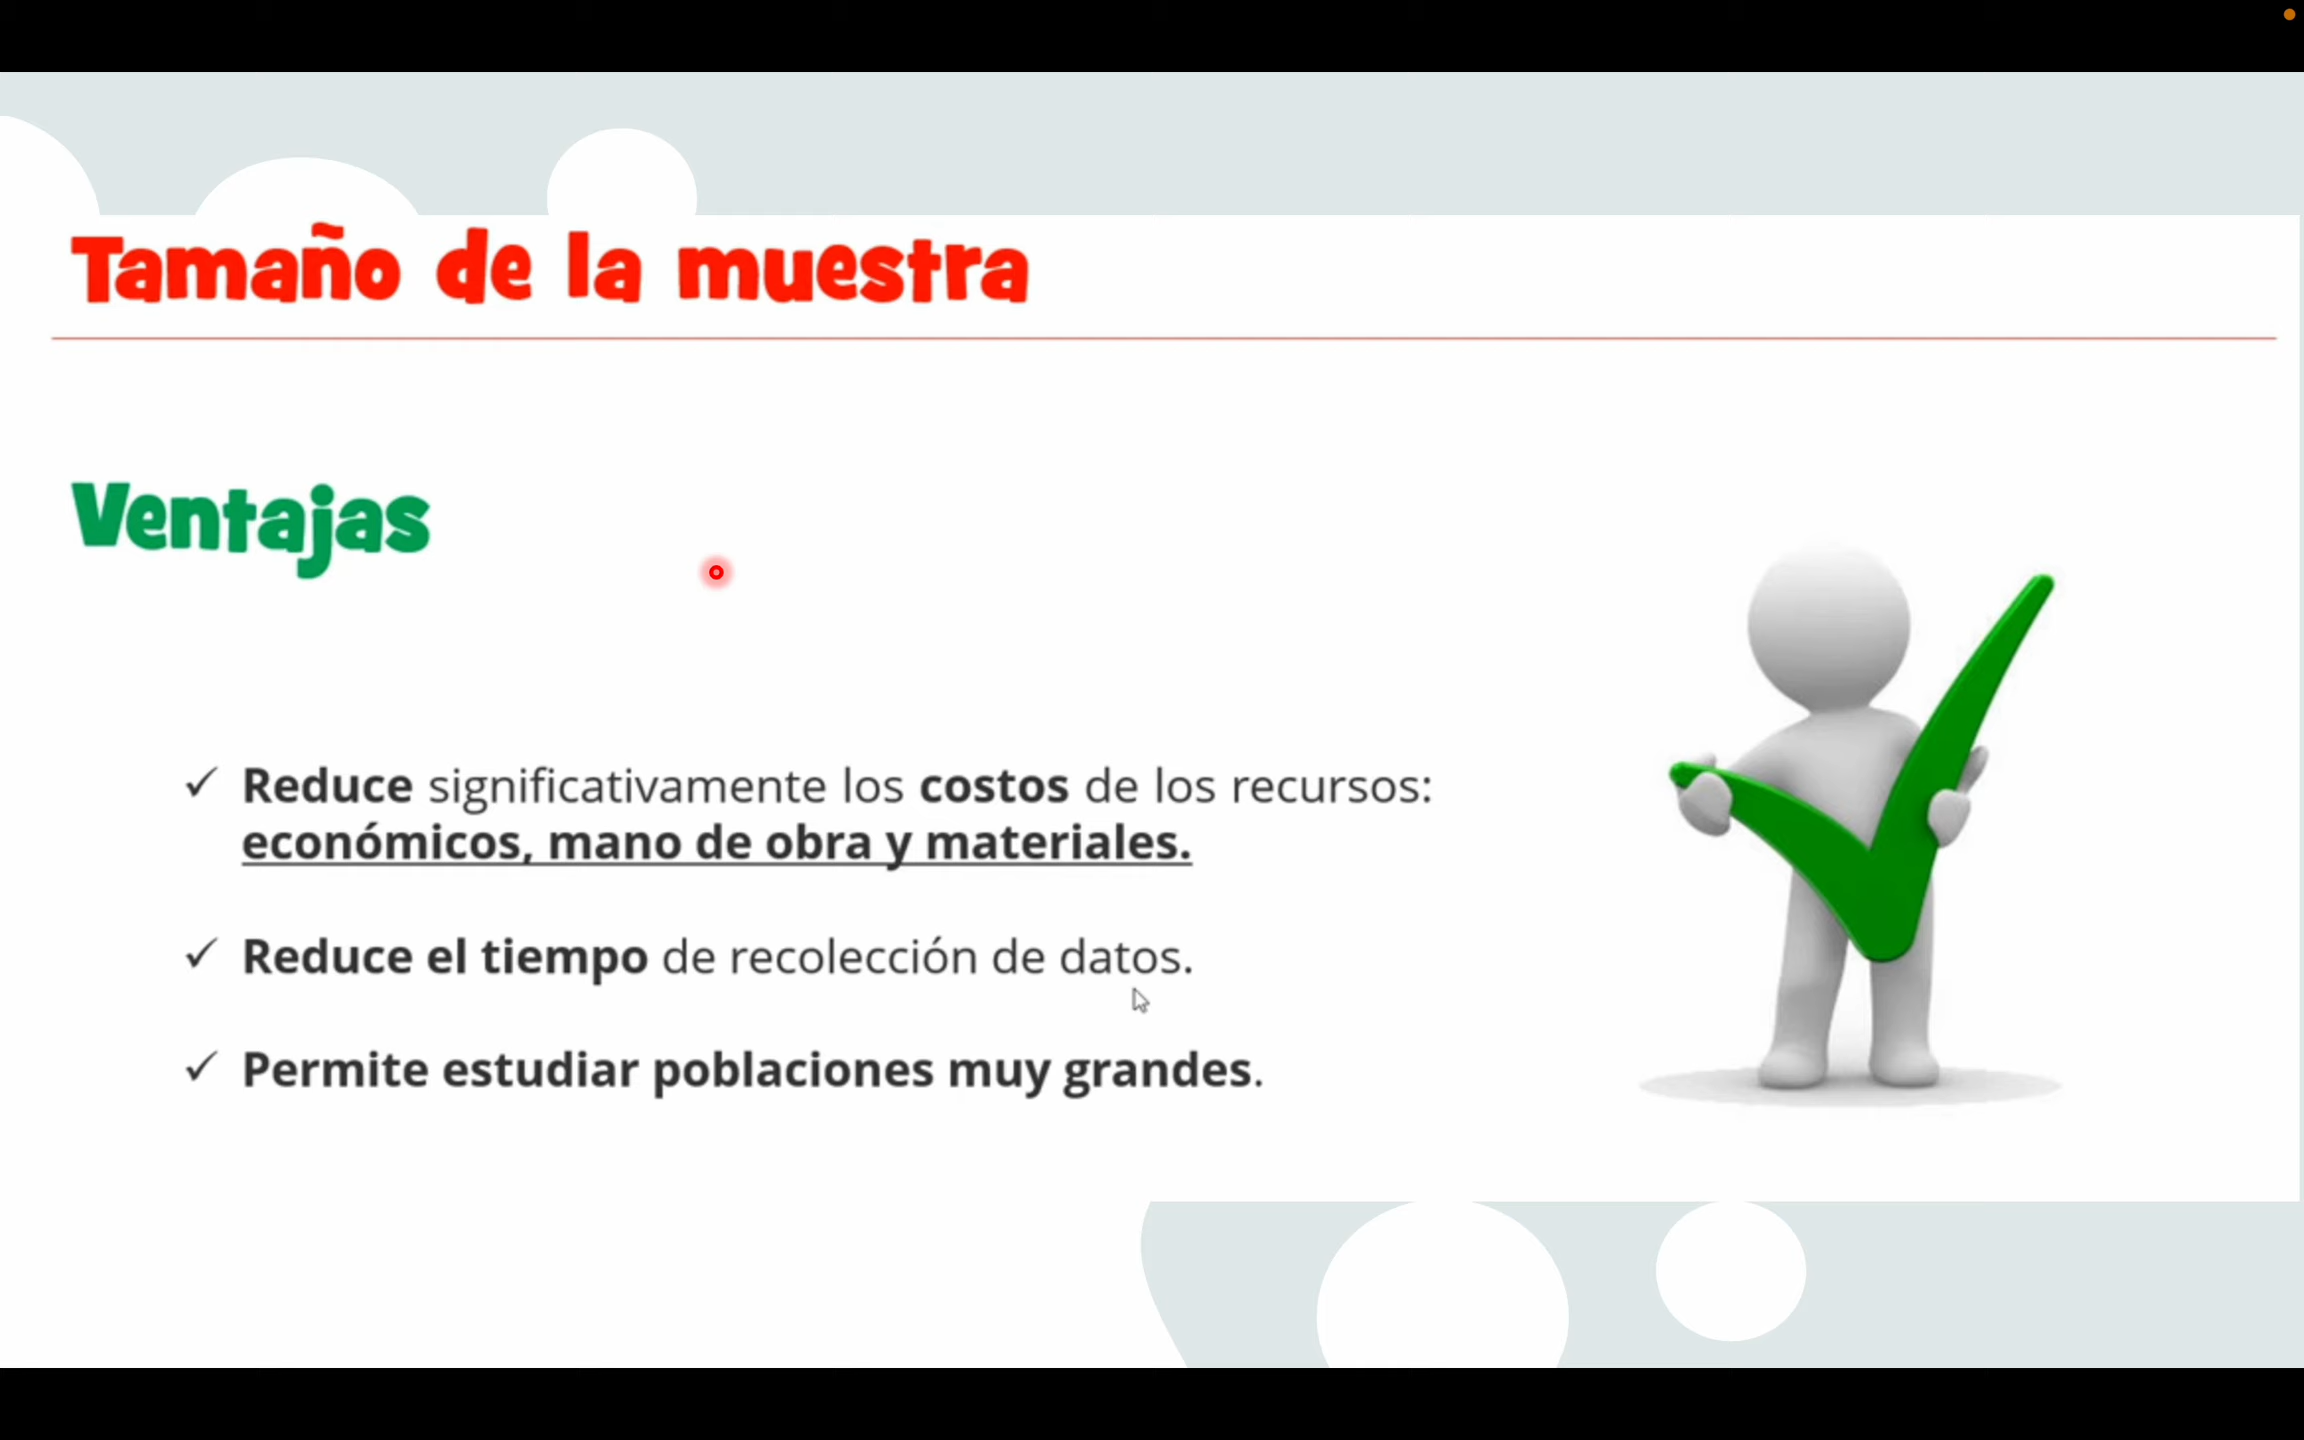 Tamaño de la muestra
Ventajas
✓ Reduce significativamente los costos de los recursos:
económicos, mano de obra y materiales.
✓ Reduce el tiempo de recolección de datos.
✓ Permite estudiar poblaciones muy grandes.